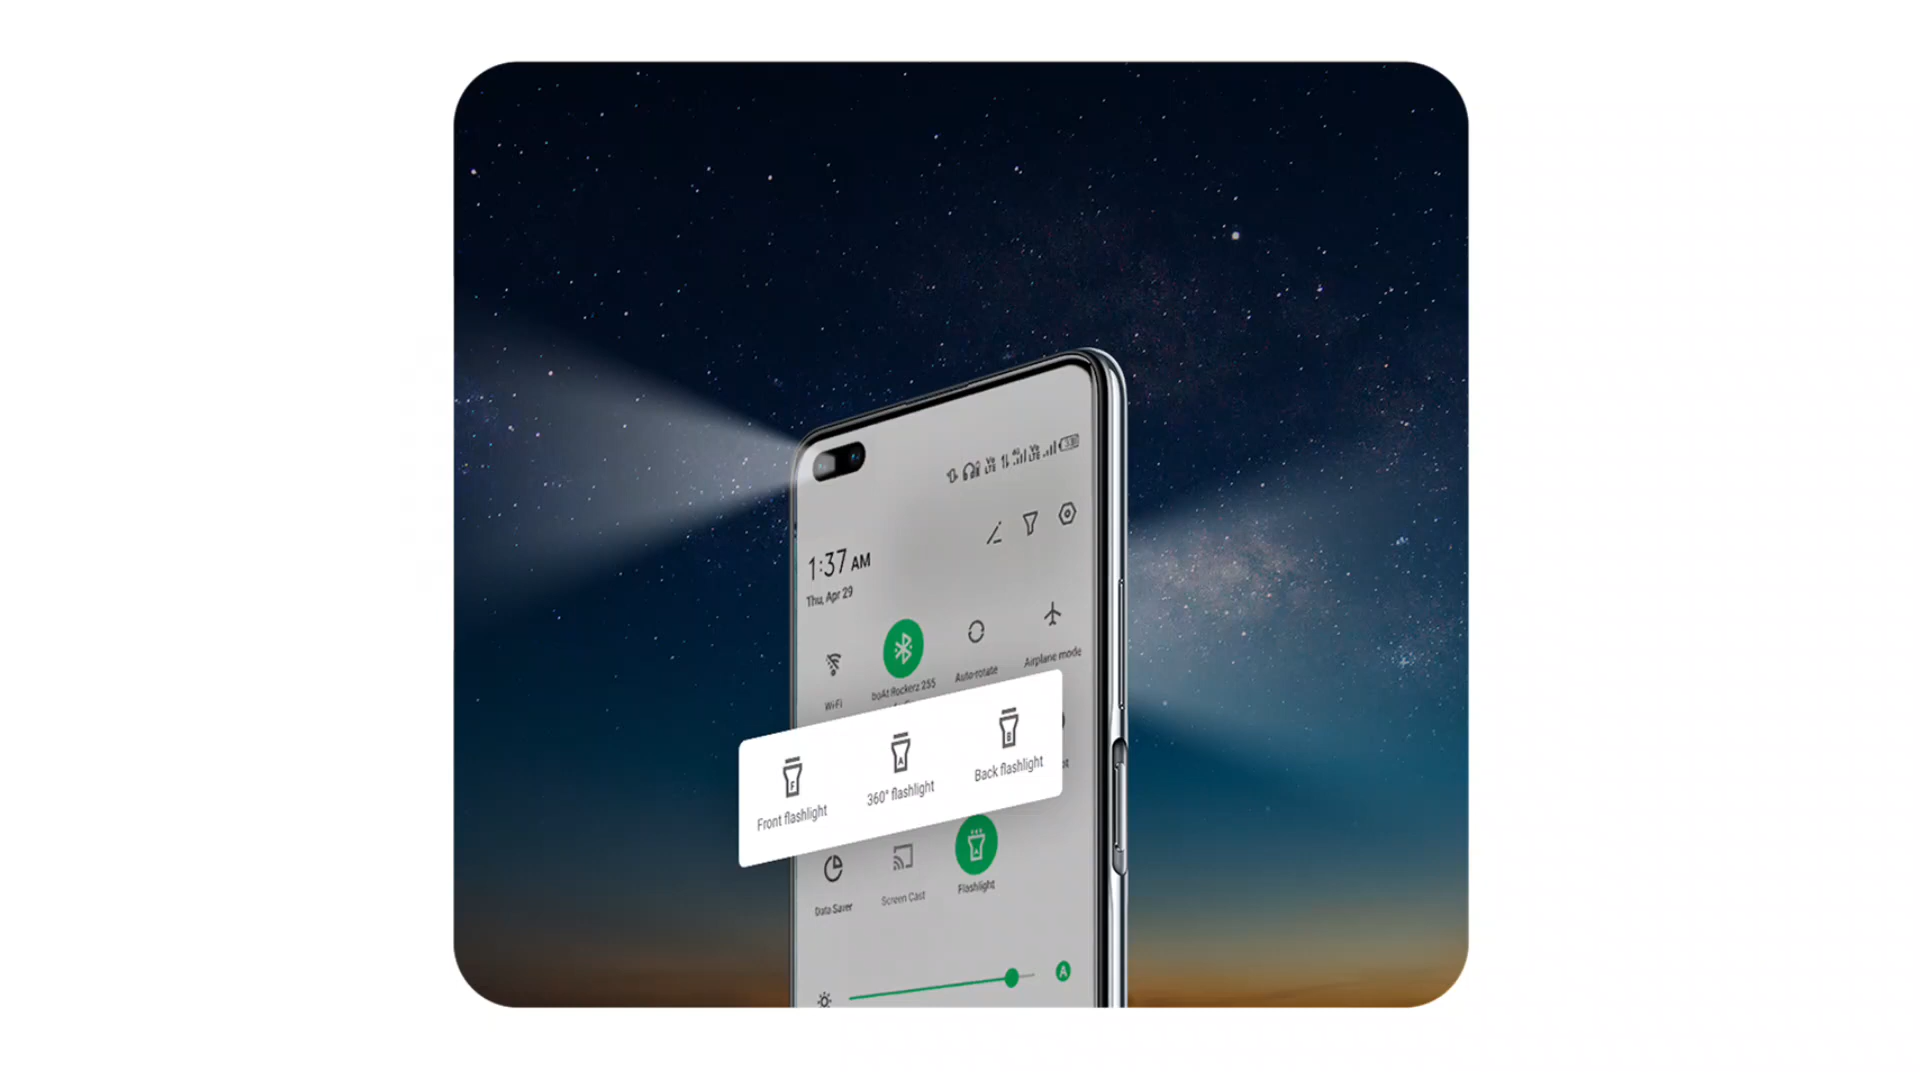 1:37 AM
Thu, Apr 29
Wi-Fi
boAt Rockerz 255
Auto-rotate
Airplane mode
Front flashlight
F
360° flashlight
A
Back flashlight
B
Data Saver
Screen Cast
Flashlight
A